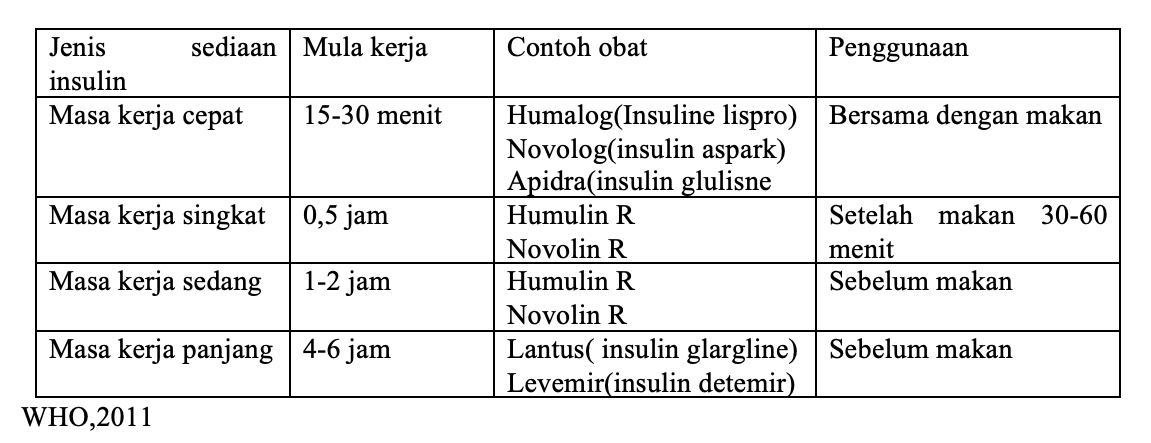 Jenis sediaan insulin Mula kerja Contoh obat Penggunaan
Masa kerja cepat 15-30 menit Humalog(Insuline lispro) Bersama dengan makan
Novolog(insulin aspark)
Apidra(insulin glulisne
Masa kerja singkat 0,5 jam Humulin R Setelah makan 30-60
Novolin R menit
Masa kerja sedang 1-2 jam Humulin R Sebelum makan
Novolin R
Masa kerja panjang 4-6 jam Lantus( insulin glargline) Sebelum makan
Levemir(insulin detemir)
WHO,2011